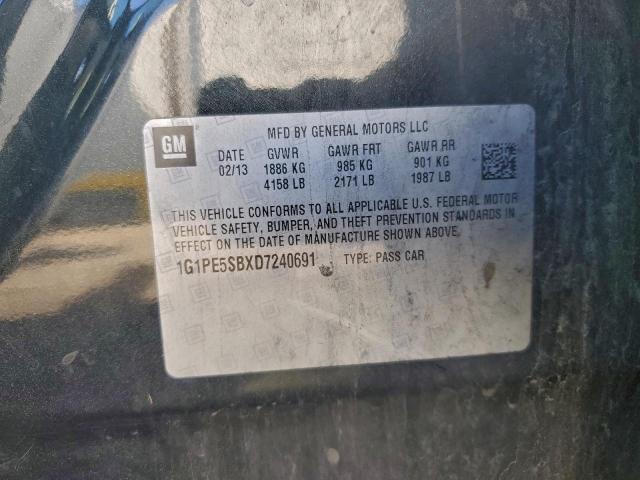 GM
MFD BY GENERAL MOTORS LLC
DATE GVWR GAWR FRT GAWR RR
02/13 1886 KG 985 KG 901 KG
4158 LB 2171 LB 1987 LB
THIS VEHICLE CONFORMS TO ALL APPLICABLE U.S. FEDERAL MOTOR
VEHICLE SAFETY, BUMPER, AND THEFT PREVENTION STANDARDS IN
EFFECT ON THE DATE OF MANUFACTURE SHOWN ABOVE.
1G1PE5SBXD7240691 TYPE: PASS CAR